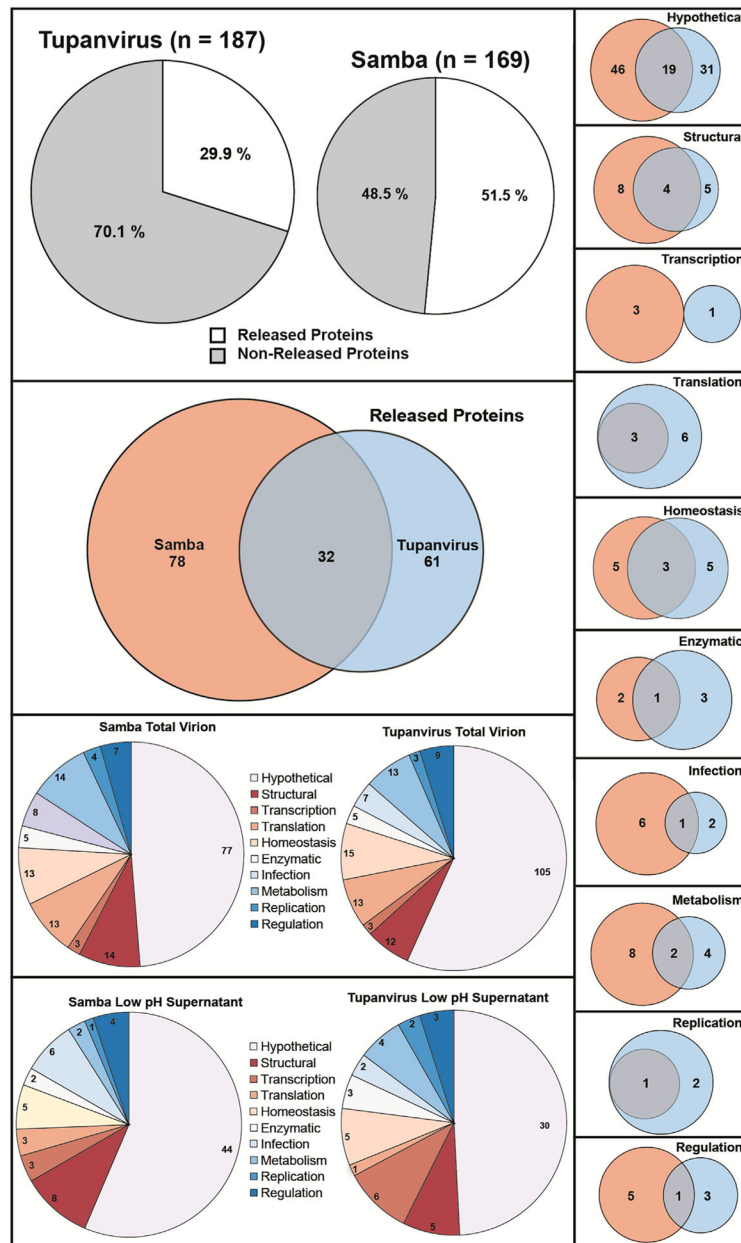 Tupanvirus (n = 187)
Samba (n = 169)
29.9 %
70.1 %
48.5 %
51.5 %
Released Proteins
Non-Released Proteins
Released Proteins
Samba
78
32
Tupanvirus
61
Samba Total Virion
7
4
14
8
5
13
13
3
14
77
Hypothetical
Structural
Transcription
Translation
Homeostasis
Enzymatic
Infection
Metabolism
Replication
Regulation
Tupanvirus Total Virion
9
3
13
7
5
15
13
3
12
105
Samba Low pH Supernatant
4
1
2
6
2
5
3
3
8
44
Hypothetical
Structural
Transcription
Translation
Homeostasis
Enzymatic
Infection
Metabolism
Replication
Regulation
Tupanvirus Low pH Supernatant
3
2
4
2
3
5
1
6
5
30
Hypothetical
46 19 31
Structura
8 4 5
Transcription
3 1
Translation
3 6
Homeostasis
5 3 5
Enzymatic
2 1 3
Infection
6 1 2
Metabolism
8 2 4
Replication
1 2
Regulation
5 1 3